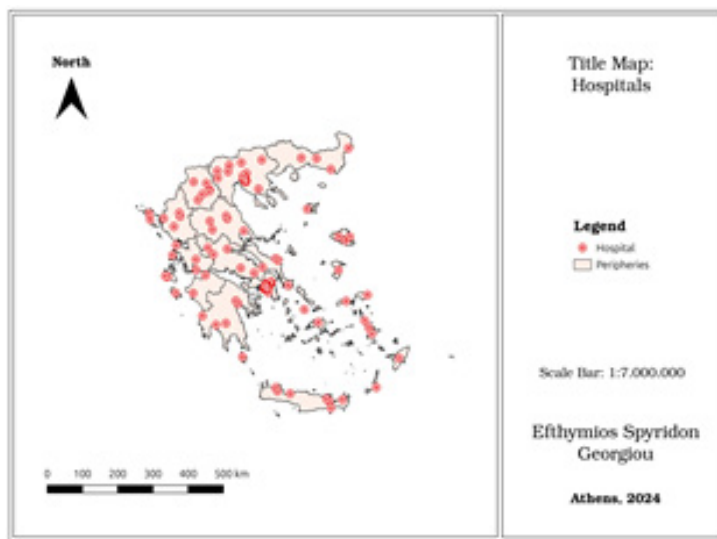 North
0 100 200 300 400 500 km
Title Map:
Hospitals
Legend
Hospital
Peripheries
Scale Bar: 1:7.000.000
Efthymios Spyridon
Georgiou
Athens, 2024